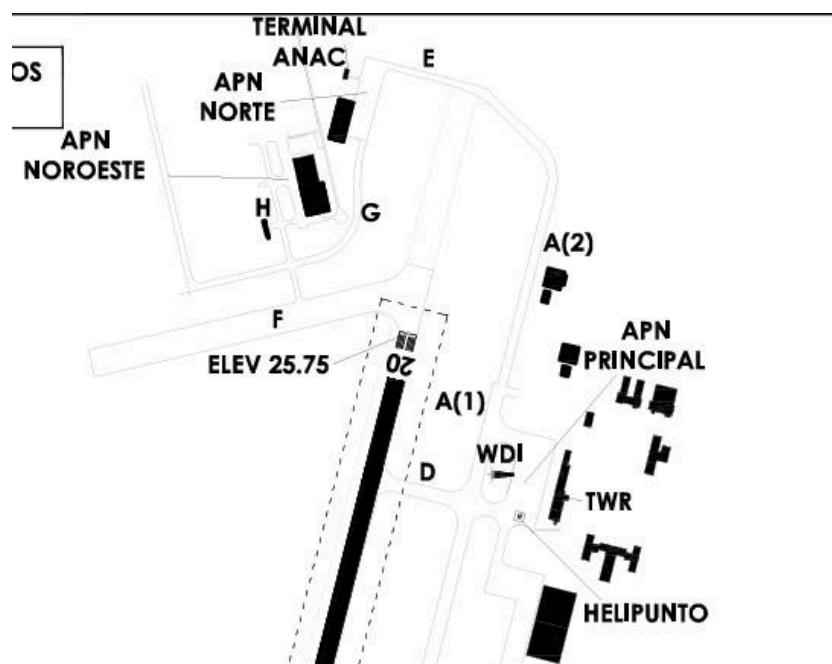 TERMINAL
ANAC
E
OS
APN
NORTE
APN
NOROESTE
H
G
A(2)
F
APN
PRINCIPAL
ELEV 25.75
20
A(1)
WDI
D
TWR
HELIPUNTO